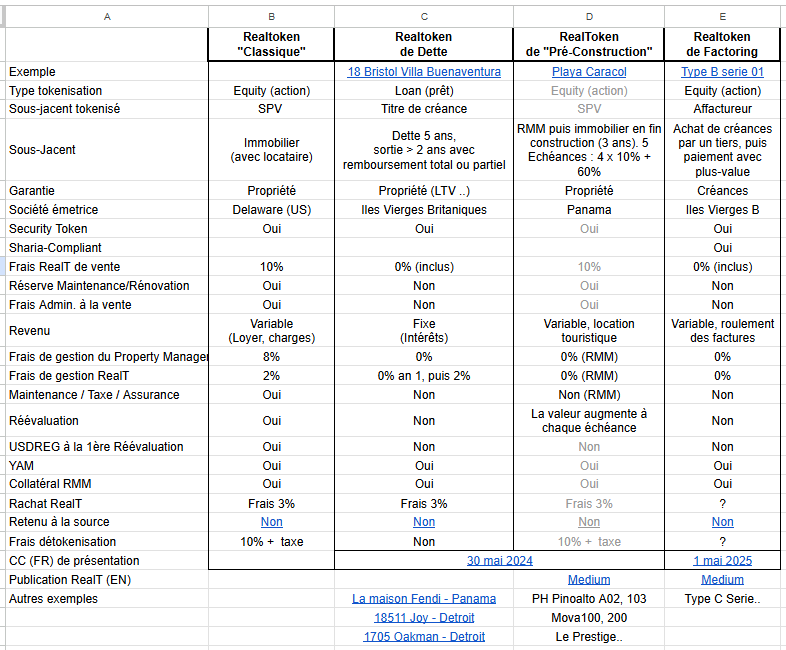 A B C D E
Realtoken "Classique" Realtoken de Dette RealToken de "Pré-Construction" Realtoken de Factoring
Exemple 18 Bristol Villa Buenaventura Playa Caracol Type B serie 01
Type tokenisation Equity (action) Loan (prêt) Equity (action) Equity (action)
Sous-jacent tokenisé SPV Titre de créance SPV Affactureur
Sous-Jacent Immobilier (avec locataire) Dette 5 ans, sortie > 2 ans avec remboursement total ou partiel RMM puis immobilier en fin construction (3 ans). 5 Echéances : 4 x 10% + 60% Achat de créances par un tiers, puis paiement avec plus-value
Garantie Propriété Propriété (LTV ..) Propriété Créances
Société émetrice Delaware (US) Iles Vierges Britaniques Panama Iles Vierges B
Security Token Oui Oui Oui Oui
Sharia-Compliant Oui
Frais RealT de vente 10% 0% (inclus) 10% 0% (inclus)
Réserve Maintenance/Rénovation Oui Non Oui Non
Frais Admin. à la vente Oui Non Oui Non
Revenu Variable (Loyer, charges) Fixe (Intérêts) Variable, location touristique Variable, roulement des factures
Frais de gestion du Property Manager 8% 0% 0% (RMM) 0%
Frais de gestion RealT 2% 0% an 1, puis 2% 0% (RMM) 0%
Maintenance / Taxe / Assurance Oui Non Non (RMM) Non
Réévaluation Oui Non La valeur augmente à chaque échéance Non
USDREG à la 1ère Réévaluation Oui Non Non Non
YAM Oui Oui Oui Oui
Collatéral RMM Oui Oui Oui Oui
Rachat RealT Frais 3% Frais 3% Frais 3% ?
Retenu à la source Non Non Non Non
Frais détokenisation 10% + taxe Non 10% + taxe ?
CC (FR) de présentation 30 mai 2024 1 mai 2025
Publication RealT (EN) Medium Medium
Autres exemples La maison Fendi - Panama PH Pinoalto A02, 103 Type C Serie..
18511 Joy - Detroit Mova100, 200
1705 Oakman - Detroit Le Prestige..